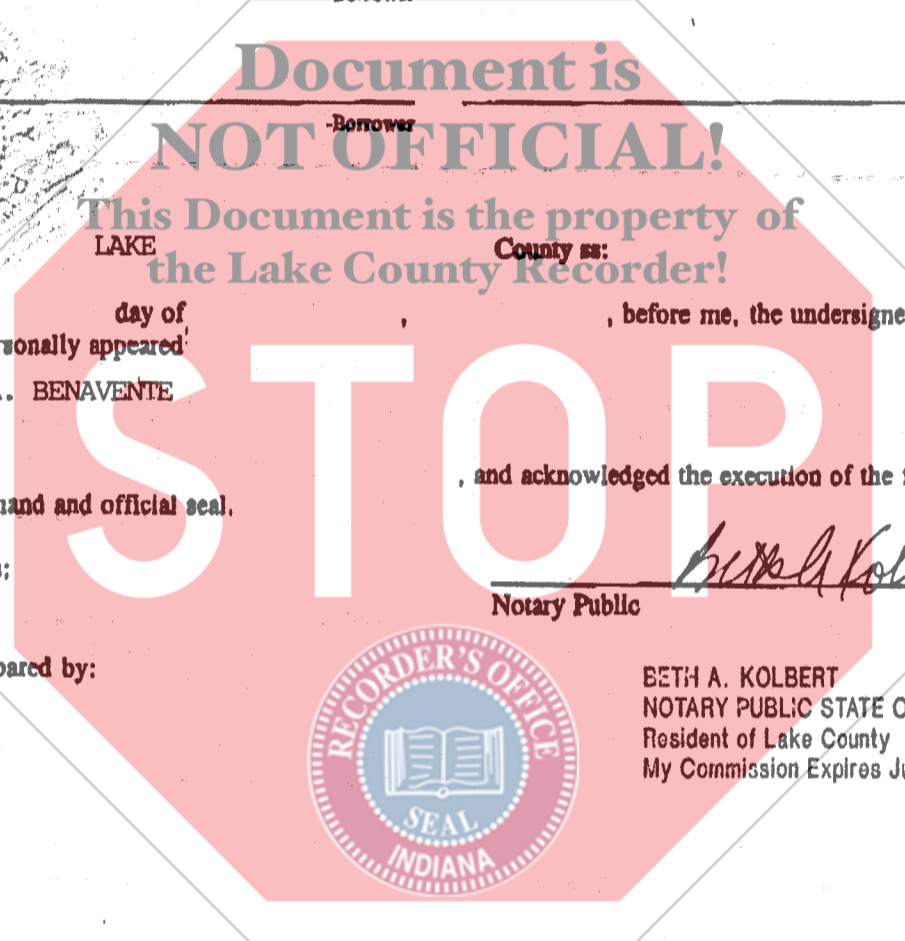 Document is
-Borrower
NOT OFFICIAL!
This Document is the property of
LAKE County ss:
the Lake County Recorder!
day of , , before me, the undersigne
rsonally appeared
. BENAVENTE
STOP
, and acknowledged the execution of the
hand and official seal.
Beth A Kol
Notary Public
pared by:
RECORDER'S OFFICE
SEAL
INDIANA
BETH A. KOLBERT
NOTARY PUBLIC STATE O
Resident of Lake County
My Commission Expires Ju